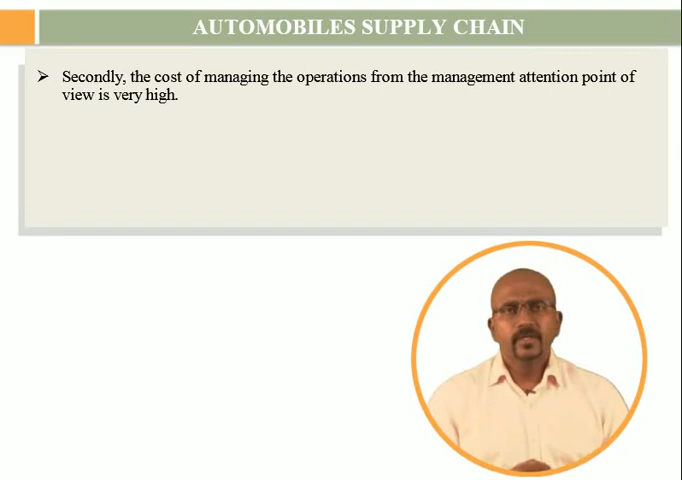 AUTOMOBILES SUPPLY CHAIN
➢ Secondly, the cost of managing the operations from the management attention point of
view is very high.